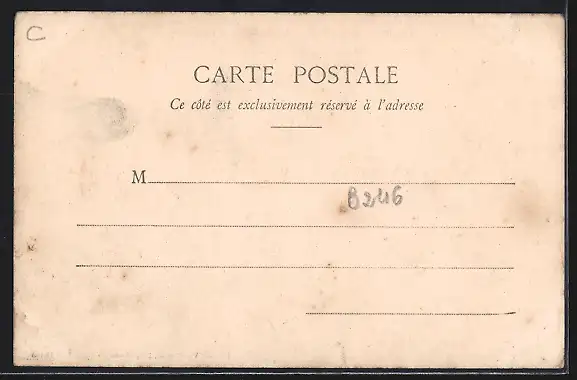 C
CARTE POSTALE
Ce côté est exclusivement réservé à l'adresse
M
B246